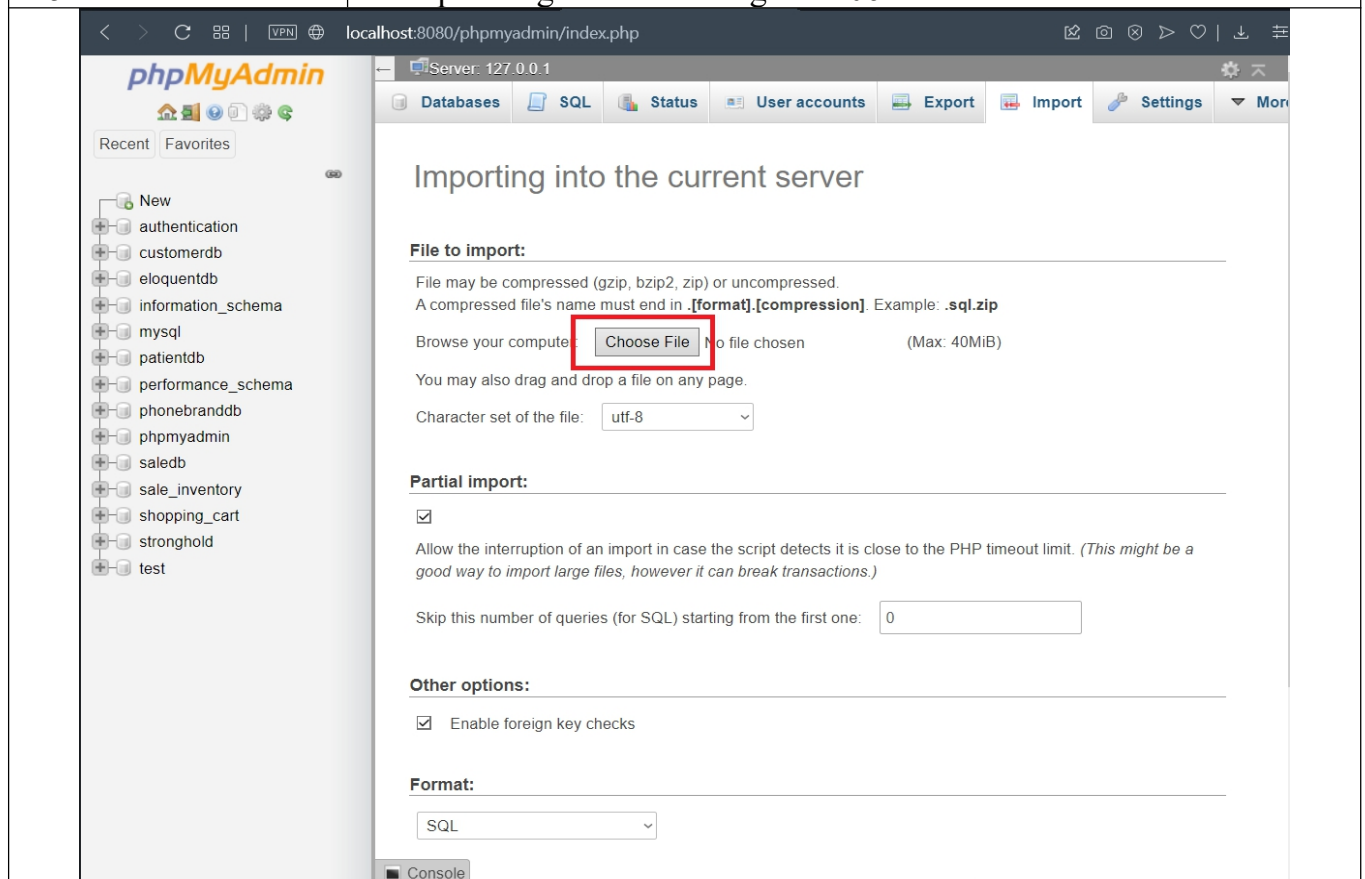 VPN localhost:8080/phpmyadmin/index.php
phpMyAdmin
Recent Favorites
New
authentication
customerdb
eloquentdb
information_schema
mysql
patientdb
performance_schema
phonebranddb
phpmyadmin
saledb
sale_inventory
shopping_cart
stronghold
test
Server: 127.0.0.1
Databases SQL Status User accounts Export Import Settings More
Importing into the current server
File to import:
File may be compressed (gzip, bzip2, zip) or uncompressed.
A compressed file's name must end in .[format].[compression]. Example: .sql.zip
Browse your computer: Choose File No file chosen (Max: 40MiB)
You may also drag and drop a file on any page.
Character set of the file: utf-8
Partial import:
Allow the interruption of an import in case the script detects it is close to the PHP timeout limit. (This might be a
good way to import large files, however it can break transactions.)
Skip this number of queries (for SQL) starting from the first one: 0
Other options:
Enable foreign key checks
Format:
SQL
Console